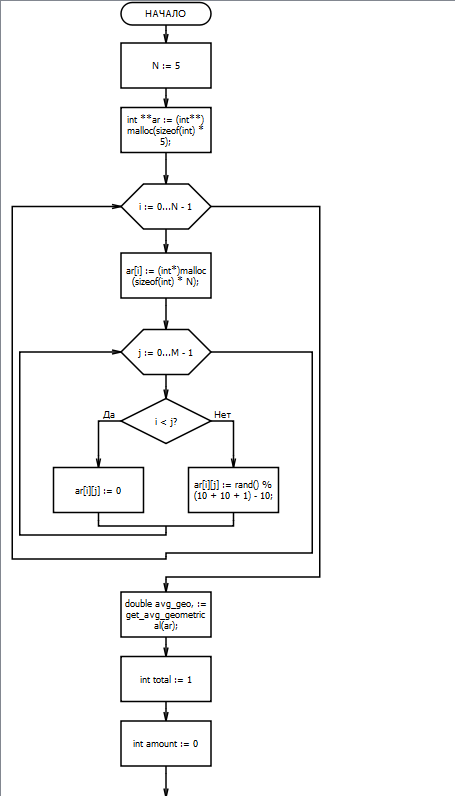 НАЧАЛО
N := 5
int **ar := (int**)
malloc(sizeof(int) *
5);
i := 0...N - 1
ar[i] := (int*)malloc
(sizeof(int) * N);
j := 0...M - 1
Да
Нет
i < j?
ar[i][j] := 0
ar[i][j] := rand() %
(10 + 10 + 1) - 10;
double avg_geo, :=
get_avg_geometric
al(ar);
int total := 1
int amount := 0